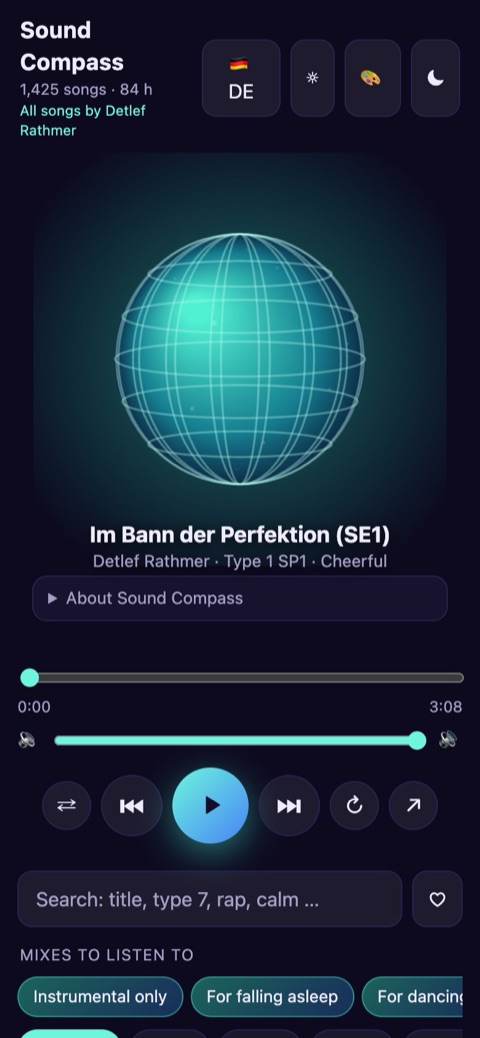 Sound
Compass
1,425 songs · 84 h
All songs by Detlef
Rathmer
DE
Im Bann der Perfektion (SE1)
Detlef Rathmer · Type 1 SP1 · Cheerful
About Sound Compass
0:00
3:08
Search: title, type 7, rap, calm ...
MIXES TO LISTEN TO
Instrumental only
For falling asleep
For dancing